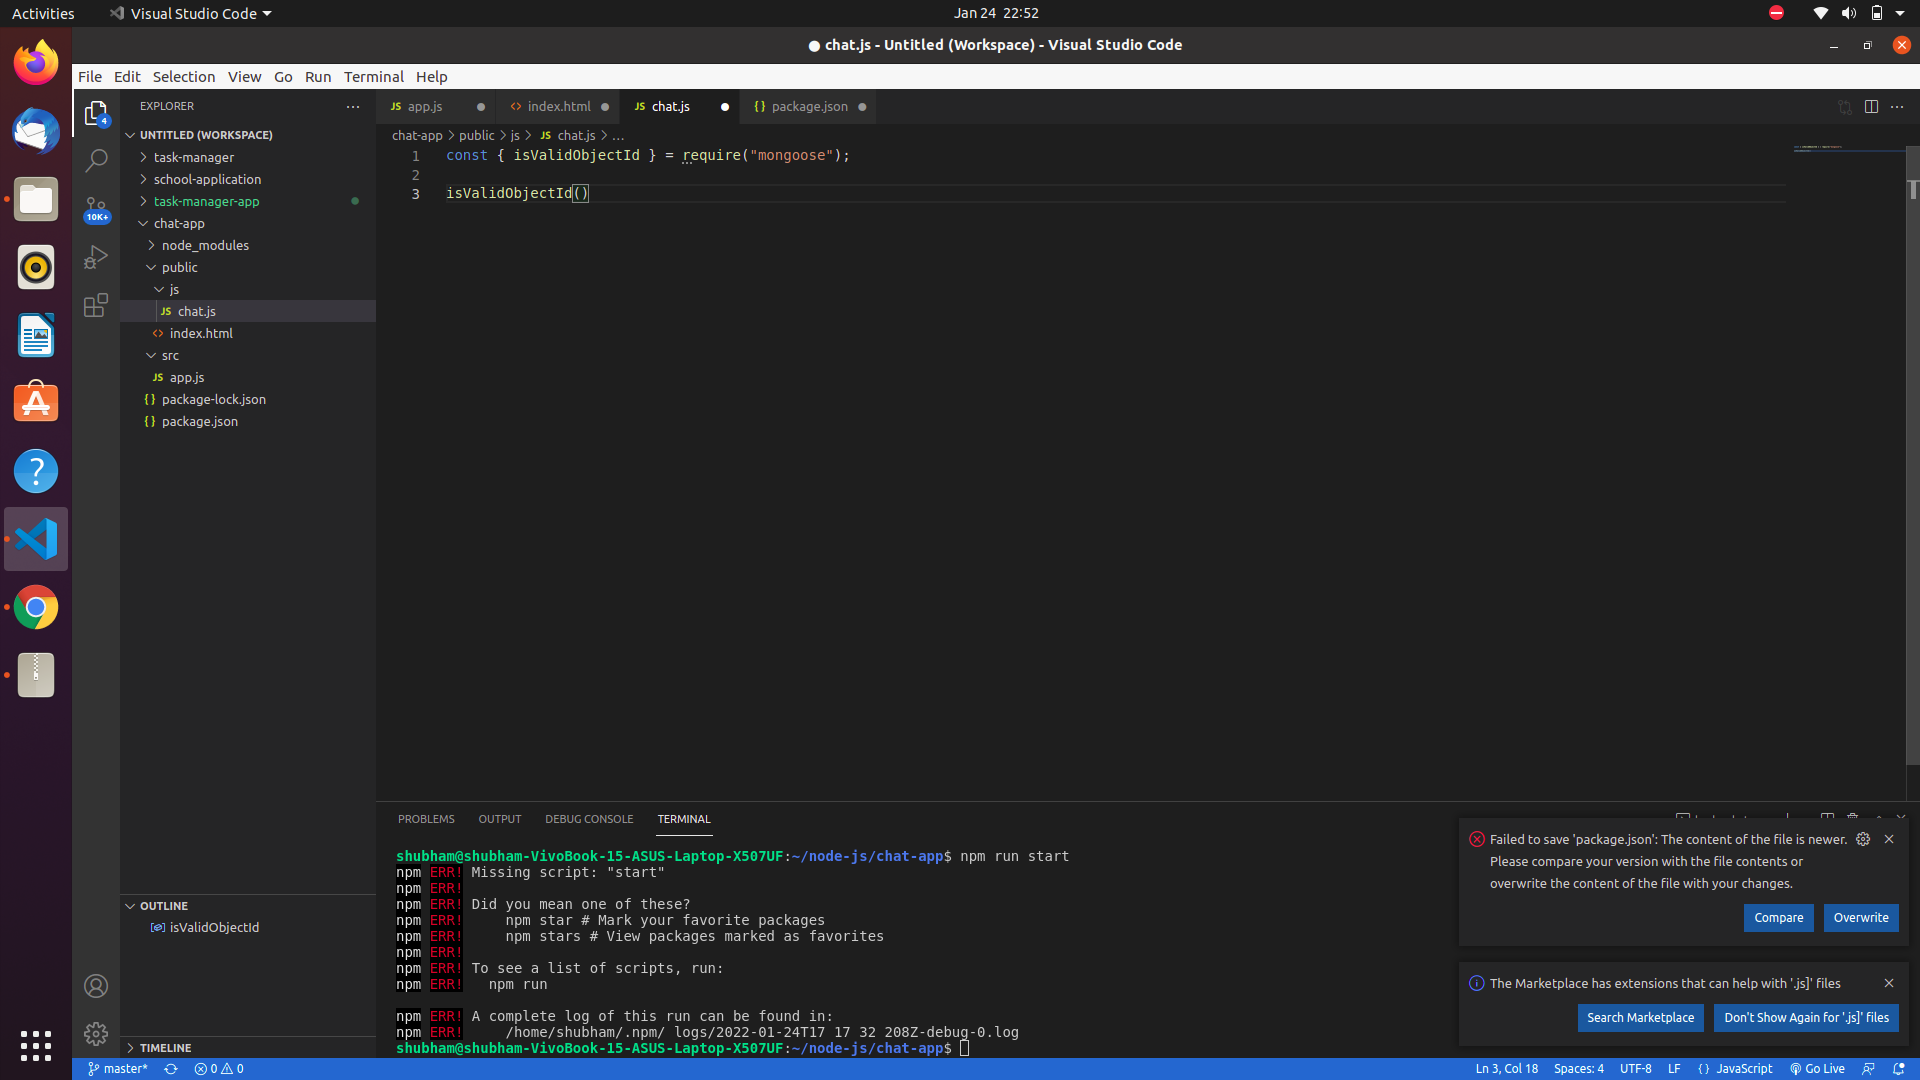 Activities
Visual Studio Code
Jan 24 22:52
● chat.js - Untitled (Workspace) - Visual Studio Code
File Edit Selection View Go Run Terminal Help
EXPLORER
UNTITLED (WORKSPACE)
task-manager
school-application
task-manager-app
chat-app
node_modules
public
js
JS chat.js
<> index.html
src
JS app.js
{} package-lock.json
{} package.json
4
10K+
OUTLINE
isValidObjectId
TIMELINE
JS app.js
<> index.html
JS chat.js
{} package.json
chat-app > public > js > JS chat.js > ...
1 const { isValidObjectId } = require("mongoose");
2
3 isValidObjectId()
PROBLEMS OUTPUT DEBUG CONSOLE TERMINAL
shubham@shubham-VivoBook-15-ASUS-Laptop-X507UF:~/node-js/chat-app$ npm run start
npm ERR! Missing script: "start"
npm ERR!
npm ERR! Did you mean one of these?
npm ERR! npm star # Mark your favorite packages
npm ERR! npm stars # View packages marked as favorites
npm ERR!
npm ERR! To see a list of scripts, run:
npm ERR! npm run
npm ERR! A complete log of this run can be found in:
npm ERR! /home/shubham/.npm/ logs/2022-01-24T17 17 32 208Z-debug-0.log
shubham@shubham-VivoBook-15-ASUS-Laptop-X507UF:~/node-js/chat-app$
Failed to save 'package.json': The content of the file is newer.
Please compare your version with the file contents or
overwrite the content of the file with your changes.
Compare
Overwrite
The Marketplace has extensions that can help with '.js]' files
Search Marketplace
Don't Show Again for '.js]' files
master*
0 0
Ln 3, Col 18
Spaces: 4
UTF-8
LF
{} JavaScript
Go Live